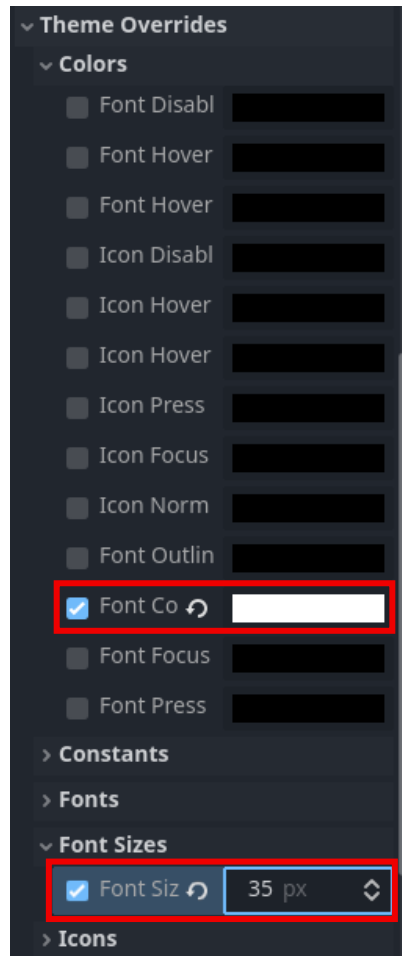 Theme Overrides
Colors
Font Disabl
Font Hover
Font Hover
Icon Disabl
Icon Hover
Icon Hover
Icon Press
Icon Focus
Icon Norm
Font Outlin
Font Co
Font Focus
Font Press
Constants
Fonts
Font Sizes
Font Siz 35 px
Icons